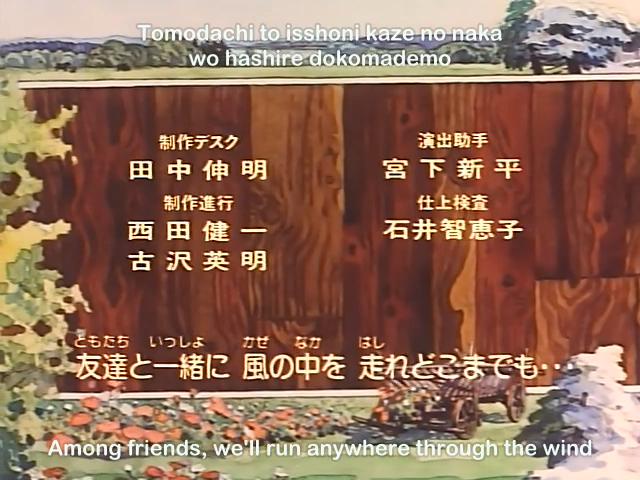 Tomodachi to isshoni kaze no naka
wo hashire dokomademo
制作デスク
田中伸明
制作進行
西田健一
古沢英明
演出助手
宮下新平
仕上検査
石井智恵子
ともだち いっしょ かぜ なか はし
友達と一緒に 風の中を 走れどこまでも…
Among friends, we'll run anywhere through the wind